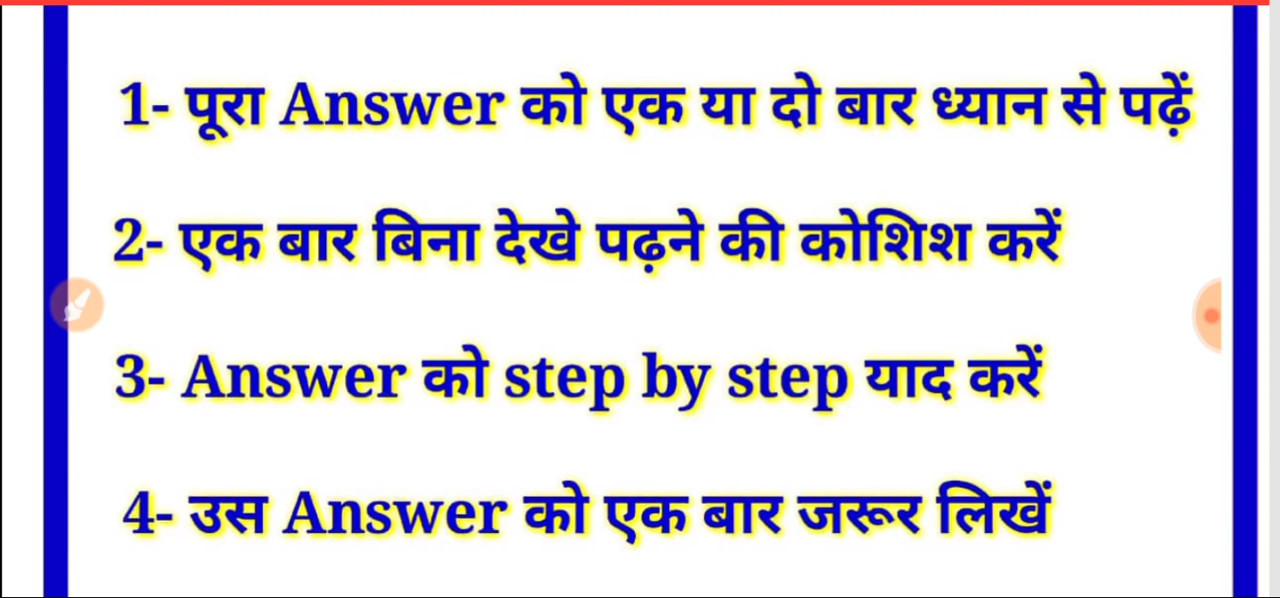 1- पूरा Answer को एक या दो बार ध्यान से पढ़ें
2- एक बार बिना देखे पढ़ने की कोशिश करें
3- Answer को step by step याद करें
4- उस Answer को एक बार जरूर लिखें